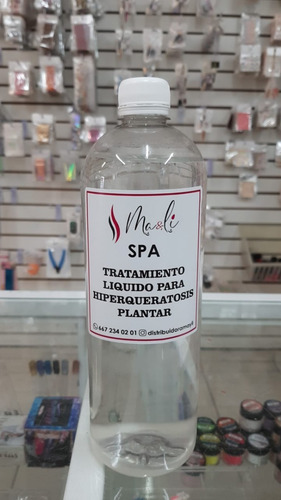 Masli
SPA
TRATAMIENTO
LIQUIDO PARA
HIPERQUERATOSIS
PLANTAR
667 234 02 01 distribuidoramasli